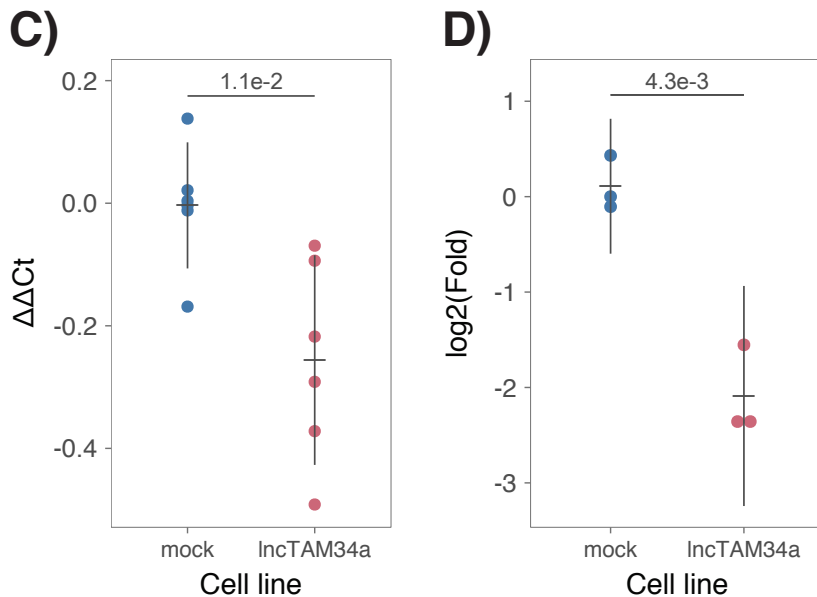 C)
ΔΔCt
0.2
0.0
-0.2
-0.4
1.1e-2
mock
lncTAM34a
Cell line
D)
log2(Fold)
1
0
-1
-2
-3
4.3e-3
mock
lncTAM34a
Cell line